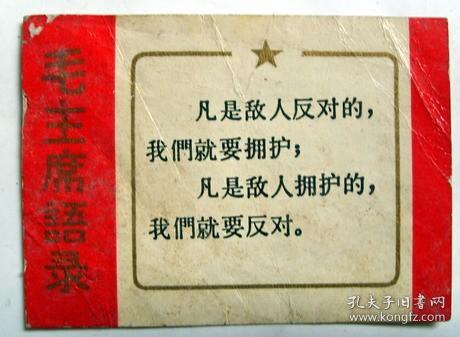 毛主席語录
凡是敌人反对的，
我們就要拥护；
凡是敌人拥护的，
我們就要反对。
孔夫子旧书网
www.kongfz.com